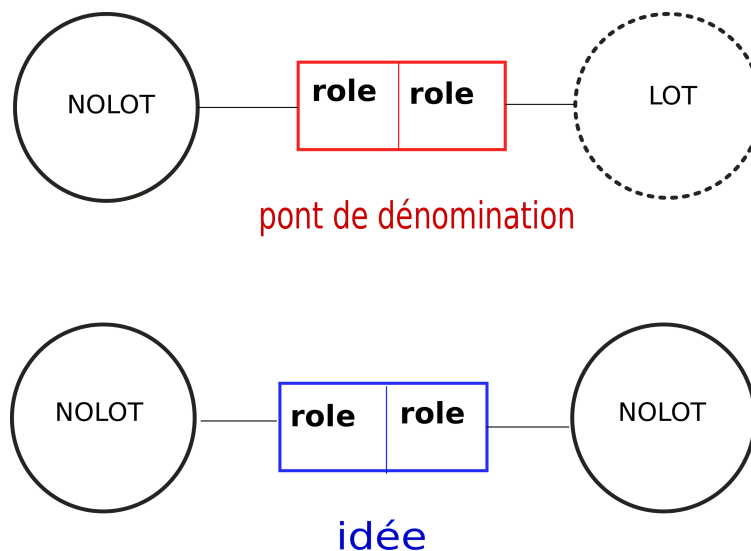 NOLOT
role
role
LOT
pont de dénomination
NOLOT
role
role
NOLOT
idée